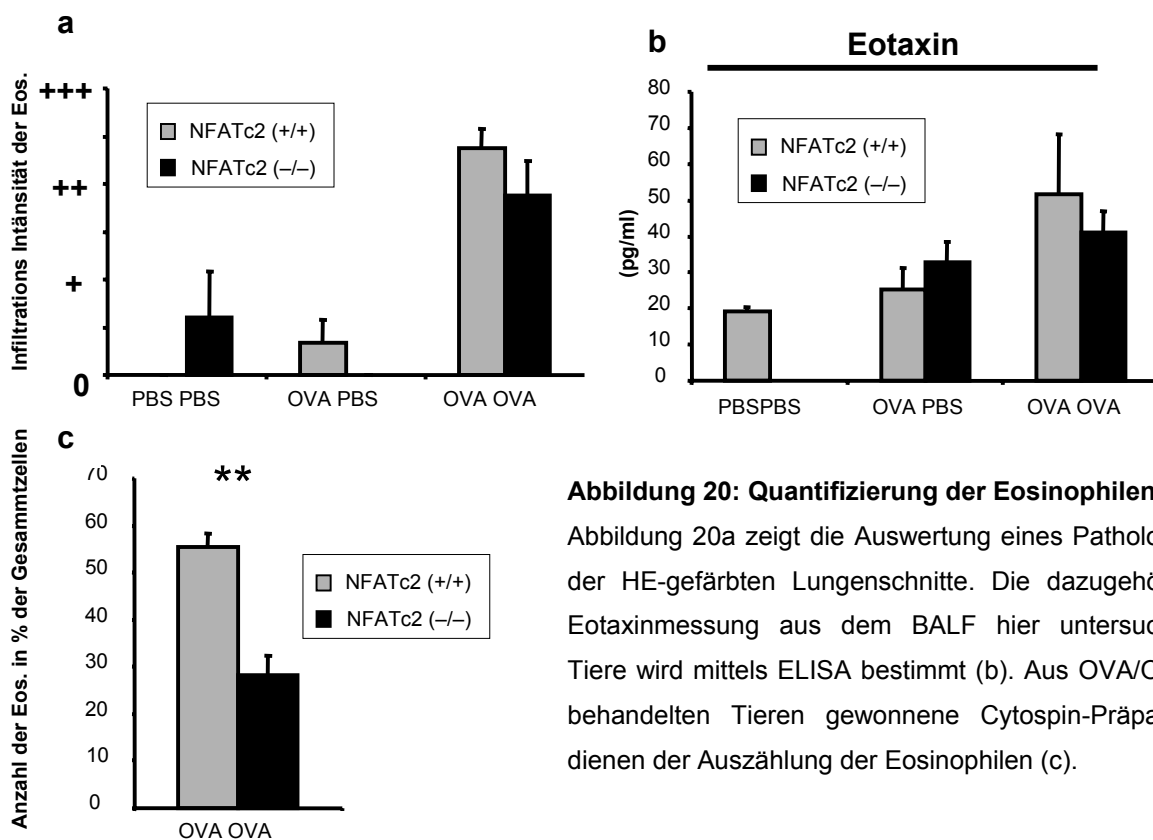 a
Infiltrations Intänsität der Eos.
+++
++
+
0
NFATc2 (+/+)
NFATc2 (–/–)
PBS PBS
OVA PBS
OVA OVA
b
Eotaxin
(pg/ml)
80
70
60
50
40
30
20
10
0
NFATc2 (+/+)
NFATc2 (–/–)
PBSPBS
OVA PBS
OVA OVA
c
Anzahl der Eos. in % der Gesammtzellen
70
60
50
40
30
20
10
0
**
NFATc2 (+/+)
NFATc2 (–/–)
OVA OVA
Abbildung 20: Quantifizierung der Eosinophilen
Abbildung 20a zeigt die Auswertung eines Patholo
der HE-gefärbten Lungenschnitte. Die dazugehö
Eotaxinmessung aus dem BALF hier untersuc
Tiere wird mittels ELISA bestimmt (b). Aus OVA/O
behandelten Tieren gewonnene Cytospin-Präpa
dienen der Auszählung der Eosinophilen (c).